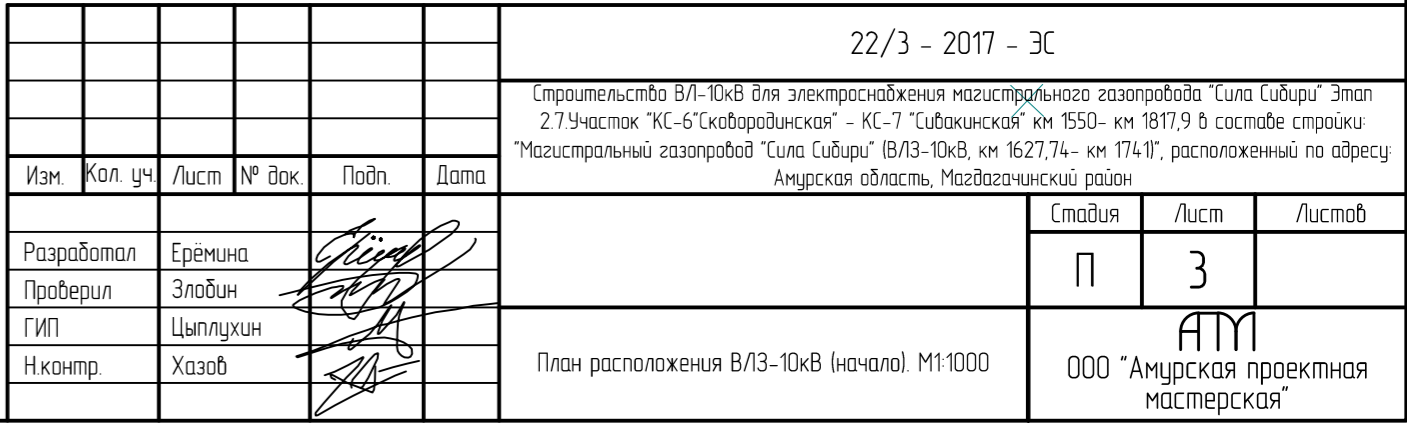 22/3 - 2017 - ЭС
Строительство ВЛ-10кВ для электроснабжения магистрального газопровода "Сила Сибири" Этап
2.7.Участок "КС-6"Сковородинская" - КС-7 "Сивакинская" км 1550- км 1817,9 в составе стройки:
"Магистральный газопровод "Сила Сибири" (ВЛЗ-10кВ, км 1627,74- км 1741)", расположенный по адресу:
Амурская область, Магдагачинский район
Изм. Кол. уч. Лист № док. Подп. Дата
Стадия Лист Листов
Разработал Ерёмина
П 3
Проверил Злобин
ГИП Цыплухин
Н.контр. Хазов
План расположения ВЛЗ-10кВ (начало). М1:1000
АПМ
ООО "Амурская проектная
мастерская"